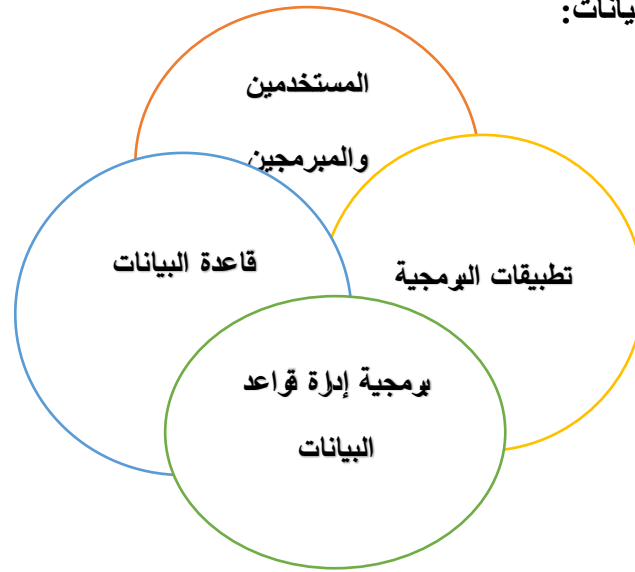 يانات:
المستخدمين
والمبرمجين
قاعدة البيانات
تطبيقات البرمجية
برمجية إدارة قواعد
البيانات